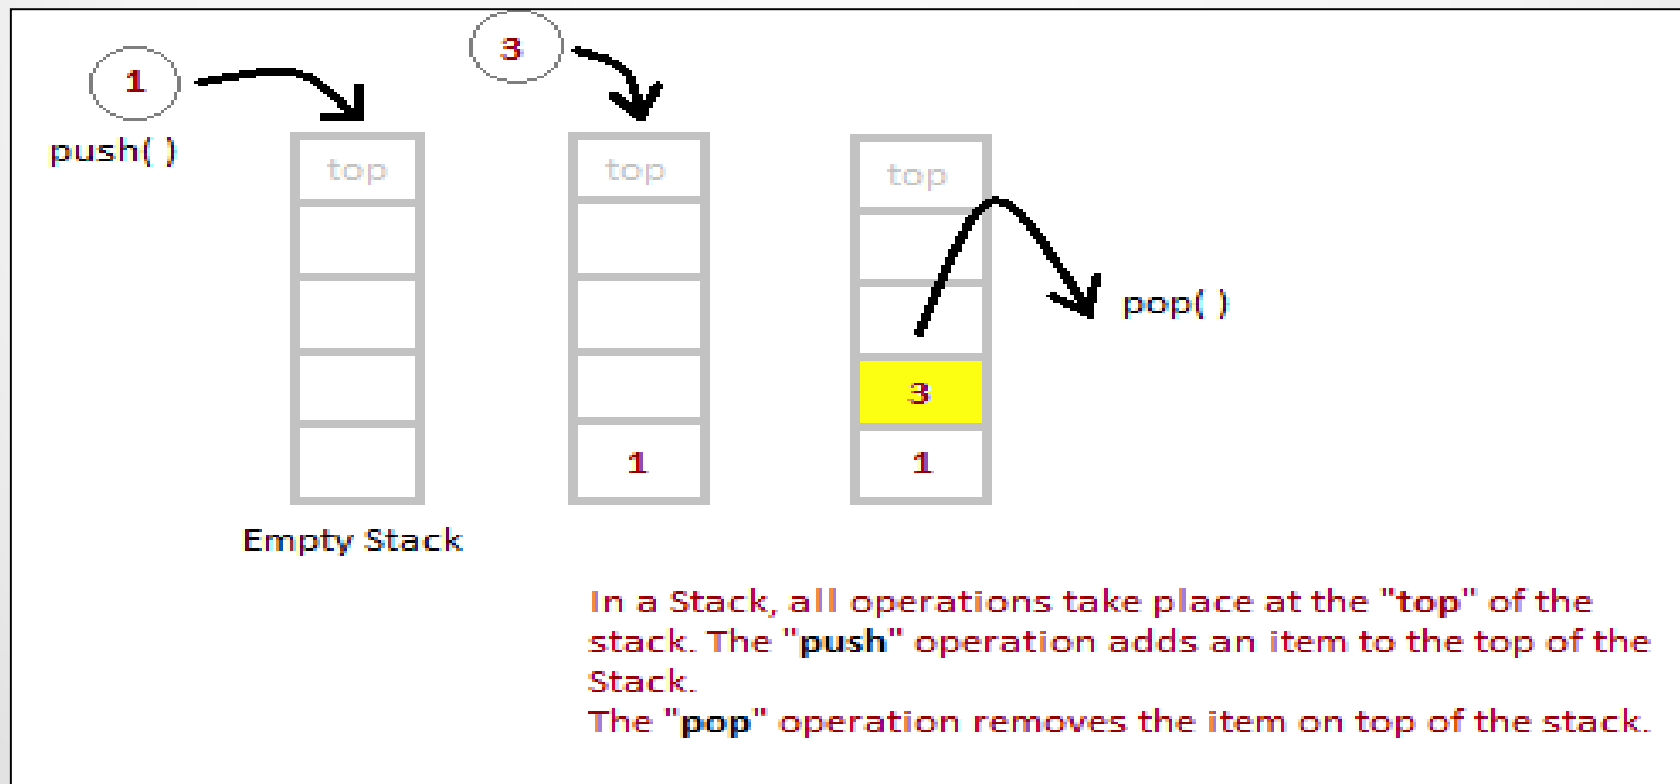 1
3
push( )
top
top
top
pop( )
3
1
1
Empty Stack
In a Stack, all operations take place at the "top" of the
stack. The "push" operation adds an item to the top of the
Stack.
The "pop" operation removes the item on top of the stack.